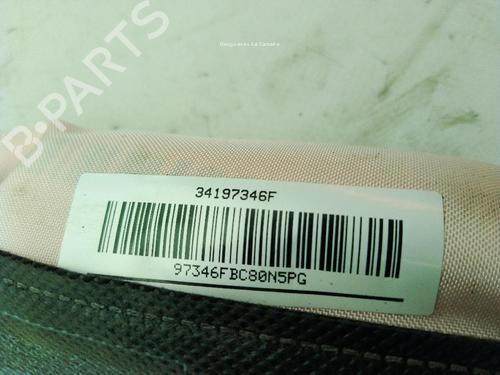 B-PARTS
Desguaces La Cabaña
34197346F
97346FBC80N5PG